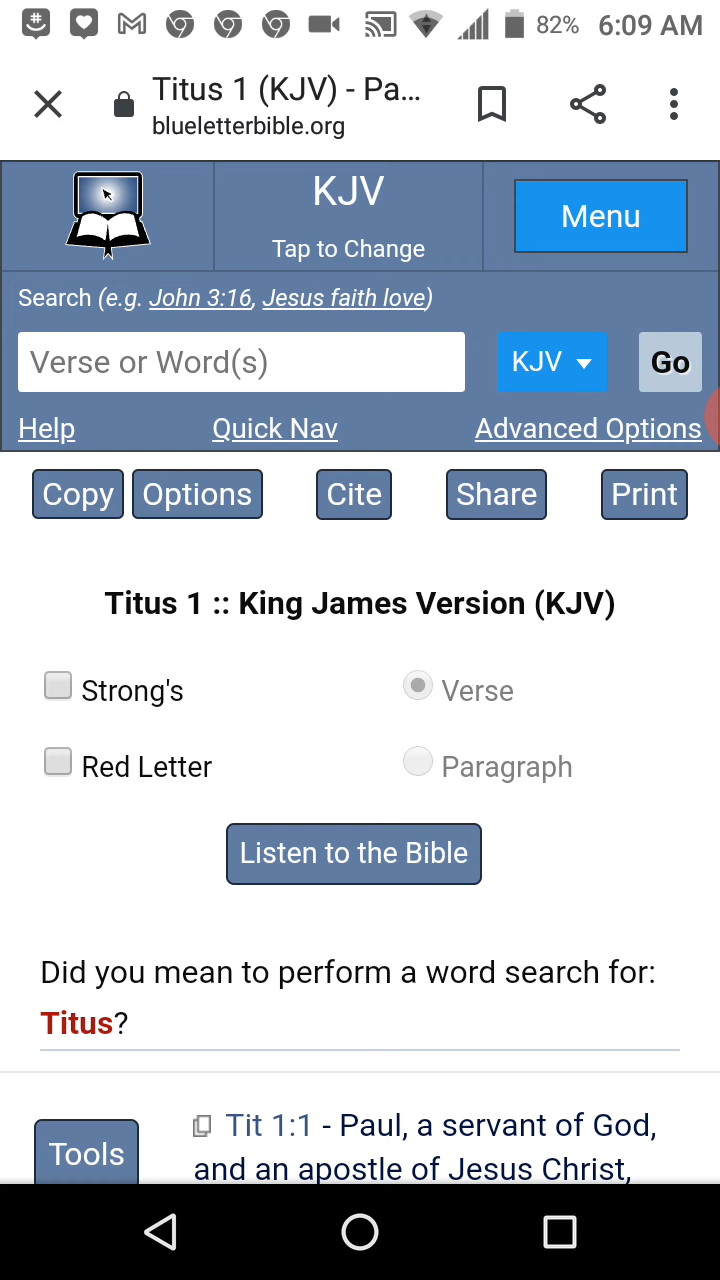 82% 6:09 AM
Titus 1 (KJV) - Pa...
blueletterbible.org
KJV
Tap to Change
Menu
Search (e.g. John 3:16, Jesus faith love)
Verse or Word(s)
KJV
Go
Help Quick Nav Advanced Options
Copy Options Cite Share Print
Titus 1 :: King James Version (KJV)
Strong's Verse
Red Letter Paragraph
Listen to the Bible
Did you mean to perform a word search for:
Titus?
Tools
Tit 1:1 - Paul, a servant of God,
and an apostle of Jesus Christ,